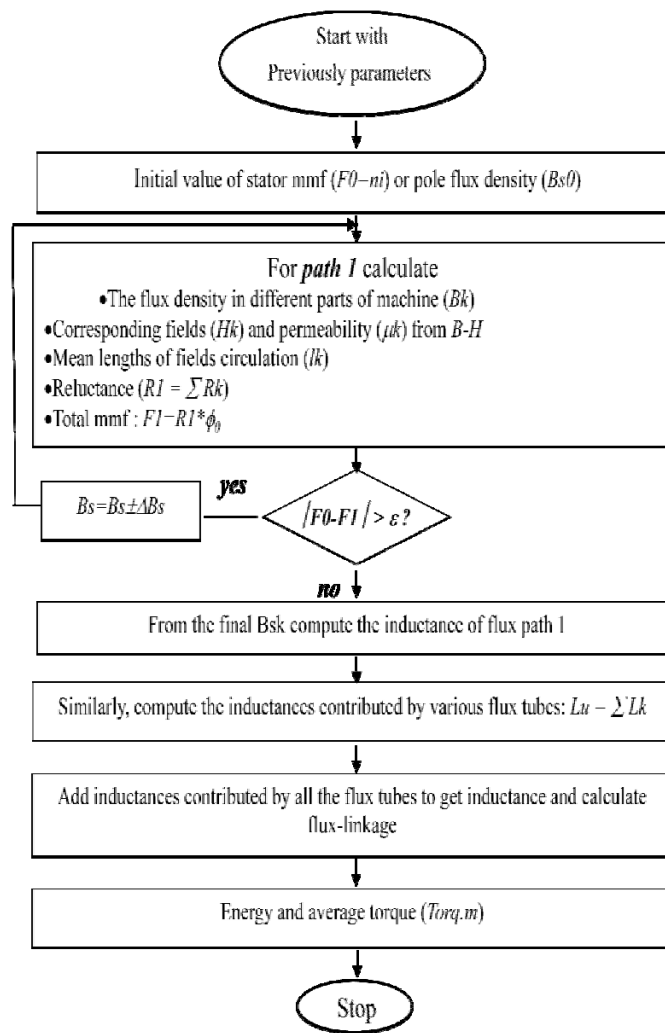 Start with
Previously parameters
Initial value of stator mmf (F0=ni) or pole flux density (Bs0)
For path 1 calculate
•The flux density in different parts of machine (Bk)
•Corresponding fields (Hk) and permeability (μk) from B-H
•Mean lengths of fields circulation (lk)
•Reluctance (R1 = ∑Rk)
•Total mmf : F1=R1*ϕ₀
Bs=Bs±ΔBs
yes
|F0-F1| > ε?
no
From the final Bsk compute the inductance of flux path 1
Similarly, compute the inductances contributed by various flux tubes: Lu = ∑Lk
Add inductances contributed by all the flux tubes to get inductance and calculate
flux-linkage
Energy and average torque (Torq.m)
Stop